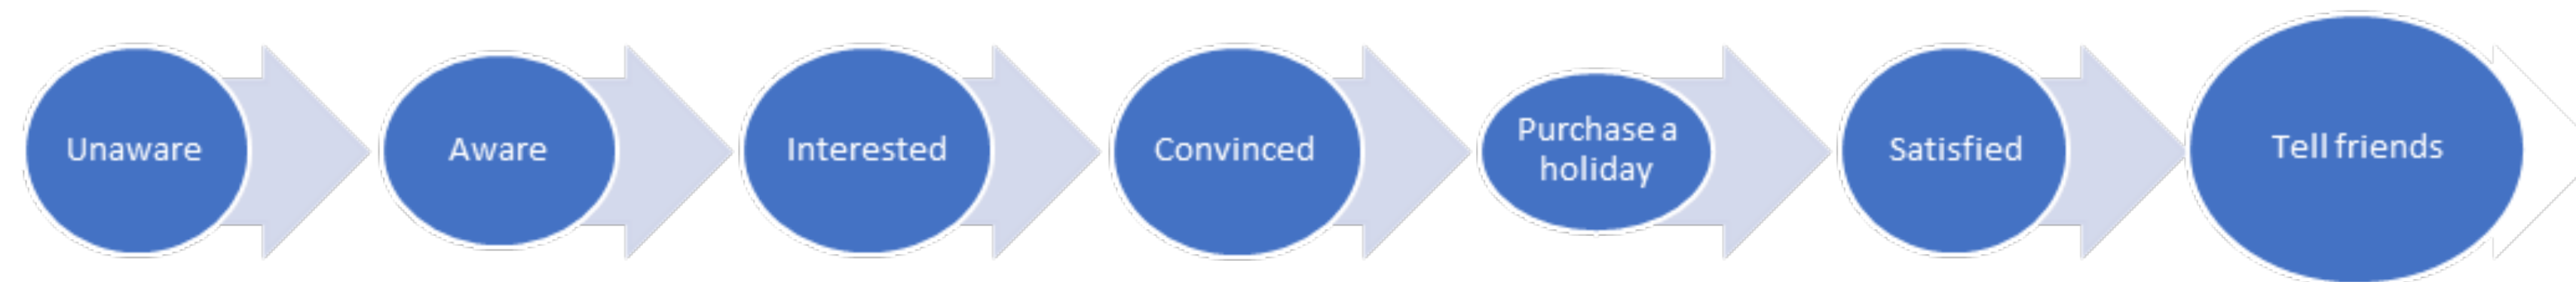 Unaware
Aware
Interested
Convinced
Purchase a
holiday
Satisfied
Tell friends